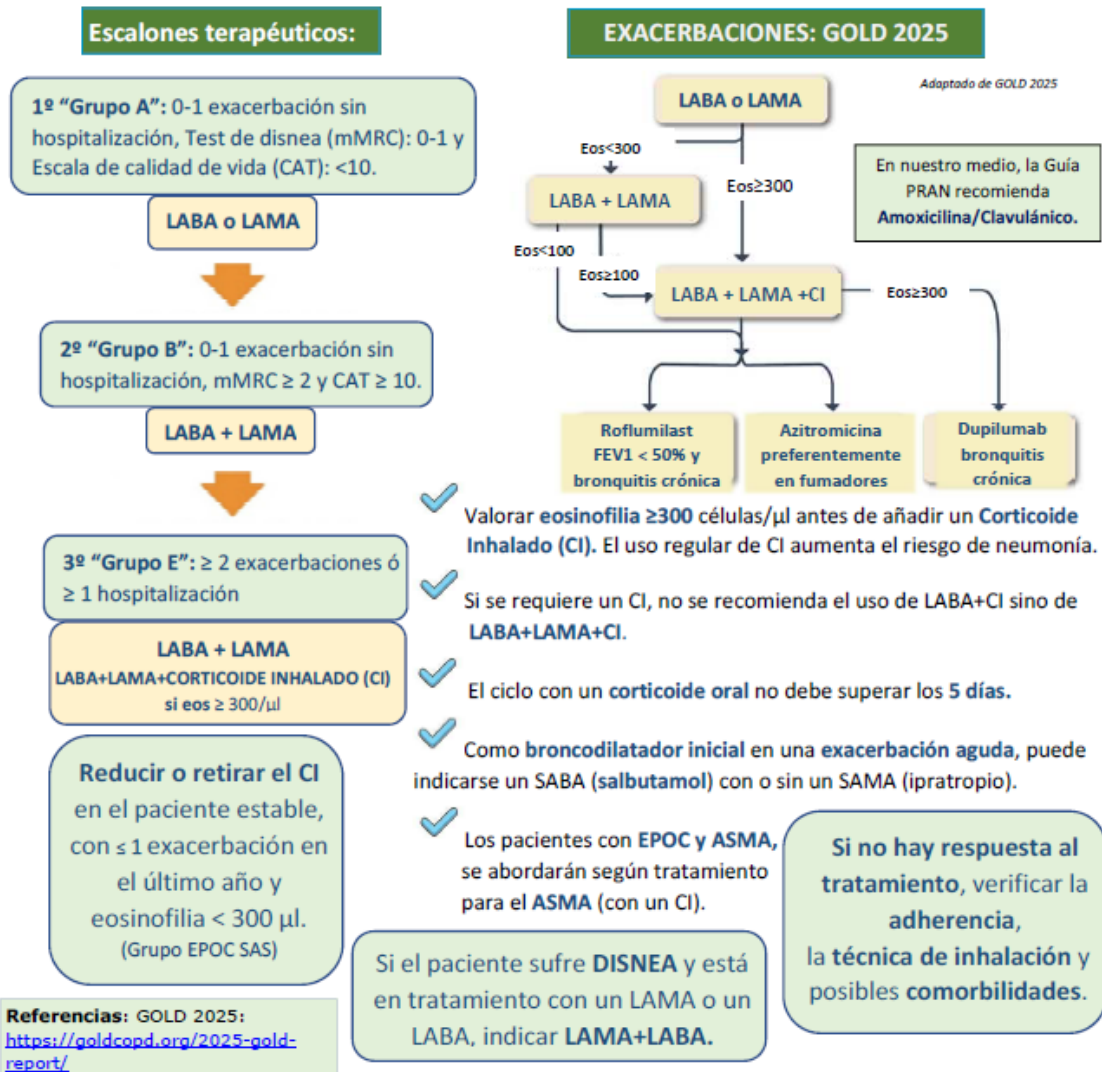 Escalones terapéuticos:
1º “Grupo A”: 0-1 exacerbación sin
hospitalización, Test de disnea (mMRC): 0-1 y
Escala de calidad de vida (CAT): <10.
LABA o LAMA
2º “Grupo B”: 0-1 exacerbación sin
hospitalización, mMRC ≥ 2 y CAT ≥ 10.
LABA + LAMA
3º “Grupo E”: ≥ 2 exacerbaciones ó
≥ 1 hospitalización
LABA + LAMA
LABA+LAMA+CORTICOIDE INHALADO (CI)
si eos ≥ 300/µl
Reducir o retirar el CI
en el paciente estable,
con ≤ 1 exacerbación en
el último año y
eosinofilia < 300 µl.
(Grupo EPOC SAS)
Referencias: GOLD 2025:
https://goldcopd.org/2025-gold-
report/
EXACERBACIONES: GOLD 2025
Adaptado de GOLD 2025
LABA o LAMA
Eos<300
Eos≥300
LABA + LAMA
En nuestro medio, la Guía
PRAN recomienda
Amoxicilina/Clavulánico.
Eos<100
Eos≥100
LABA + LAMA +CI
Eos≥300
Roflumilast
FEV1 < 50% y
bronquitis crónica
Azitromicina
preferentemente
en fumadores
Dupilumab
bronquitis
crónica
Valorar eosinofilia ≥300 células/µl antes de añadir un Corticoide
Inhalado (CI). El uso regular de CI aumenta el riesgo de neumonía.
Si se requiere un CI, no se recomienda el uso de LABA+CI sino de
LABA+LAMA+CI.
El ciclo con un corticoide oral no debe superar los 5 días.
Como broncodilatador inicial en una exacerbación aguda, puede
indicarse un SABA (salbutamol) con o sin un SAMA (ipratropio).
Los pacientes con EPOC y ASMA,
se abordarán según tratamiento
para el ASMA (con un CI).
Si el paciente sufre DISNEA y está
en tratamiento con un LAMA o un
LABA, indicar LAMA+LABA.
Si no hay respuesta al
tratamiento, verificar la
adherencia,
la técnica de inhalación y
posibles comorbilidades.